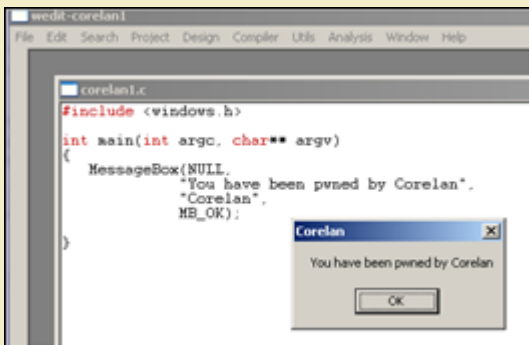 wedit-corelan1
File Edit Search Project Design Compiler Utils Analysis Window Help
corelan1.c
#include <windows.h>
int main(int argc, char** argv)
{
MessageBox(NULL,
"You have been pwned by Corelan",
"Corelan",
MB_OK);
}
Corelan
You have been pwned by Corelan
OK